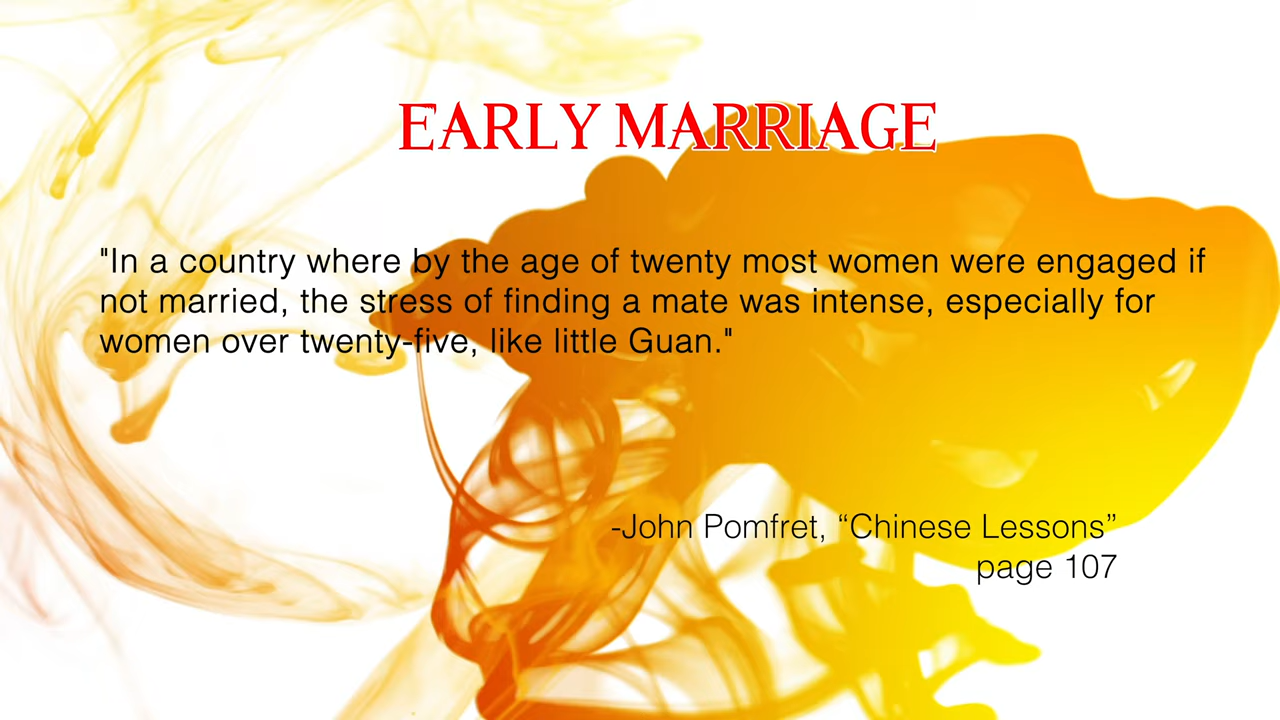 EARLY MARRIAGE
"In a country where by the age of twenty most women were engaged if
not married, the stress of finding a mate was intense, especially for
women over twenty-five, like little Guan."
-John Pomfret, “Chinese Lessons”
page 107